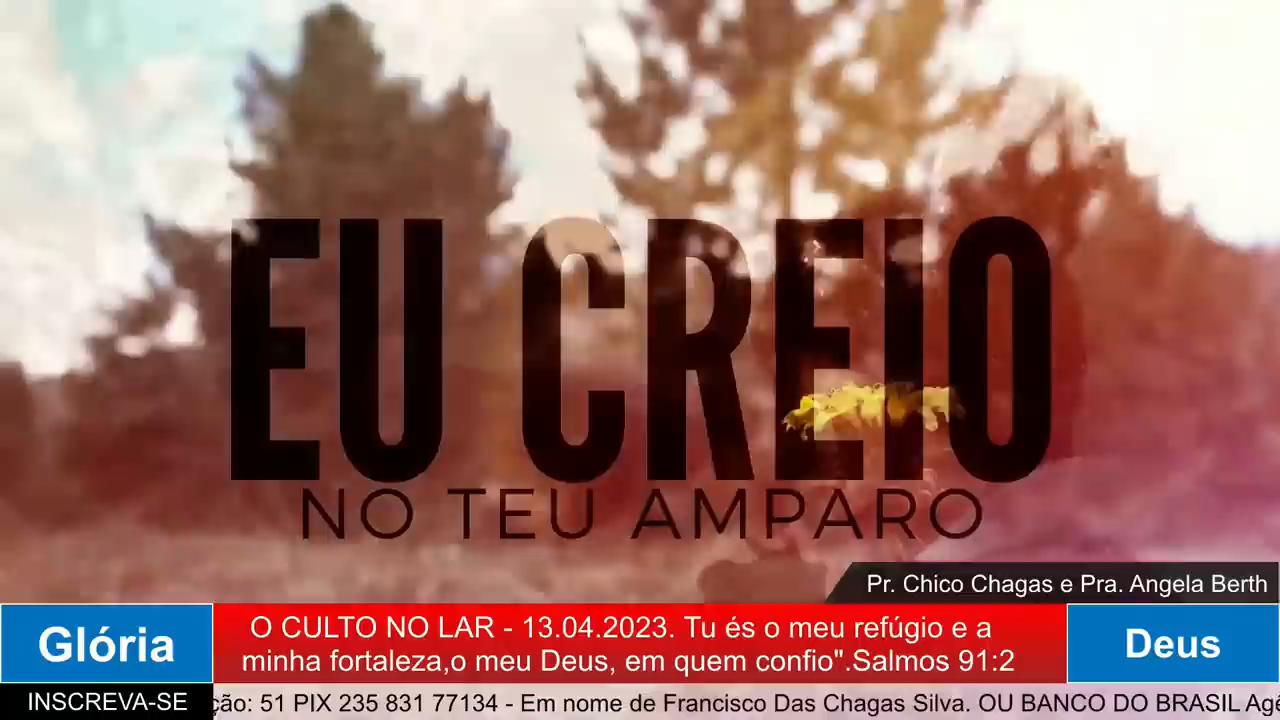 EU CREIO
NO TEU AMPARO
Pr. Chico Chagas e Pra. Angela Berth
Glória
O CULTO NO LAR - 13.04.2023. Tu és o meu refúgio e a
minha fortaleza,o meu Deus, em quem confio".Salmos 91:2
Deus
INSCREVA-SE
ção: 51 PIX 235 831 77134 - Em nome de Francisco Das Chagas Silva. OU BANCO DO BRASIL Agê